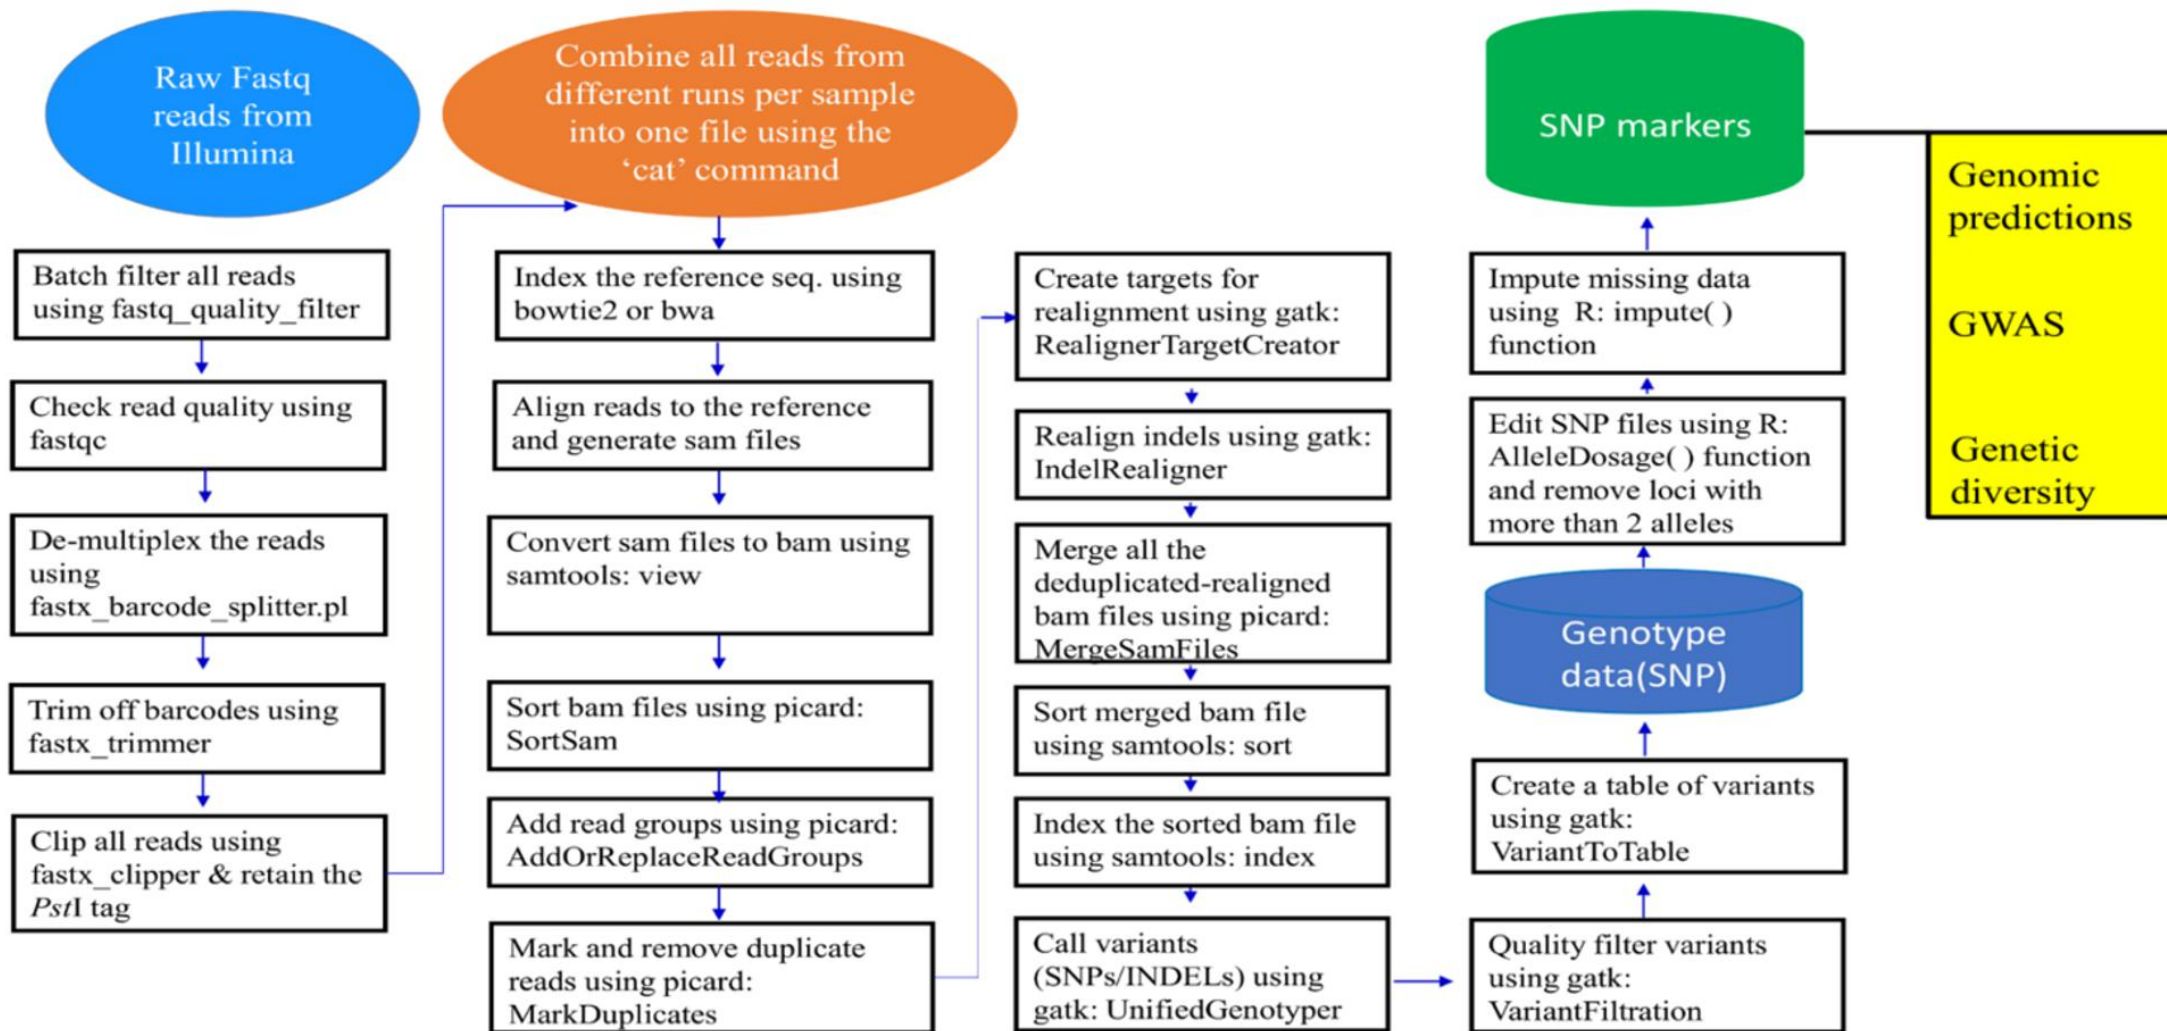 Raw Fastq
reads from
Illumina
Batch filter all reads
using fastq_quality_filter
Check read quality using
fastqc
De-multiplex the reads
using
fastx_barcode_splitter.pl
Trim off barcodes using
fastx_trimmer
Clip all reads using
fastx_clipper & retain the
PstI tag
Combine all reads from
different runs per sample
into one file using the
‘cat’ command
Index the reference seq. using
bowtie2 or bwa
Align reads to the reference
and generate sam files
Convert sam files to bam using
samtools: view
Sort bam files using picard:
SortSam
Add read groups using picard:
AddOrReplaceReadGroups
Mark and remove duplicate
reads using picard:
MarkDuplicates
Create targets for
realignment using gatk:
RealignerTargetCreator
Realign indels using gatk:
IndelRealigner
Merge all the
deduplicated-realigned
bam files using picard:
MergeSamFiles
Sort merged bam file
using samtools: sort
Index the sorted bam file
using samtools: index
Call variants
(SNPs/INDELs) using
gatk: UnifiedGenotyper
Quality filter variants
using gatk:
VariantFiltration
Create a table of variants
using gatk:
VariantToTable
Genotype
data(SNP)
Edit SNP files using R:
AlleleDosage( ) function
and remove loci with
more than 2 alleles
Impute missing data
using R: impute( )
function
SNP markers
Genomic
predictions
GWAS
Genetic
diversity